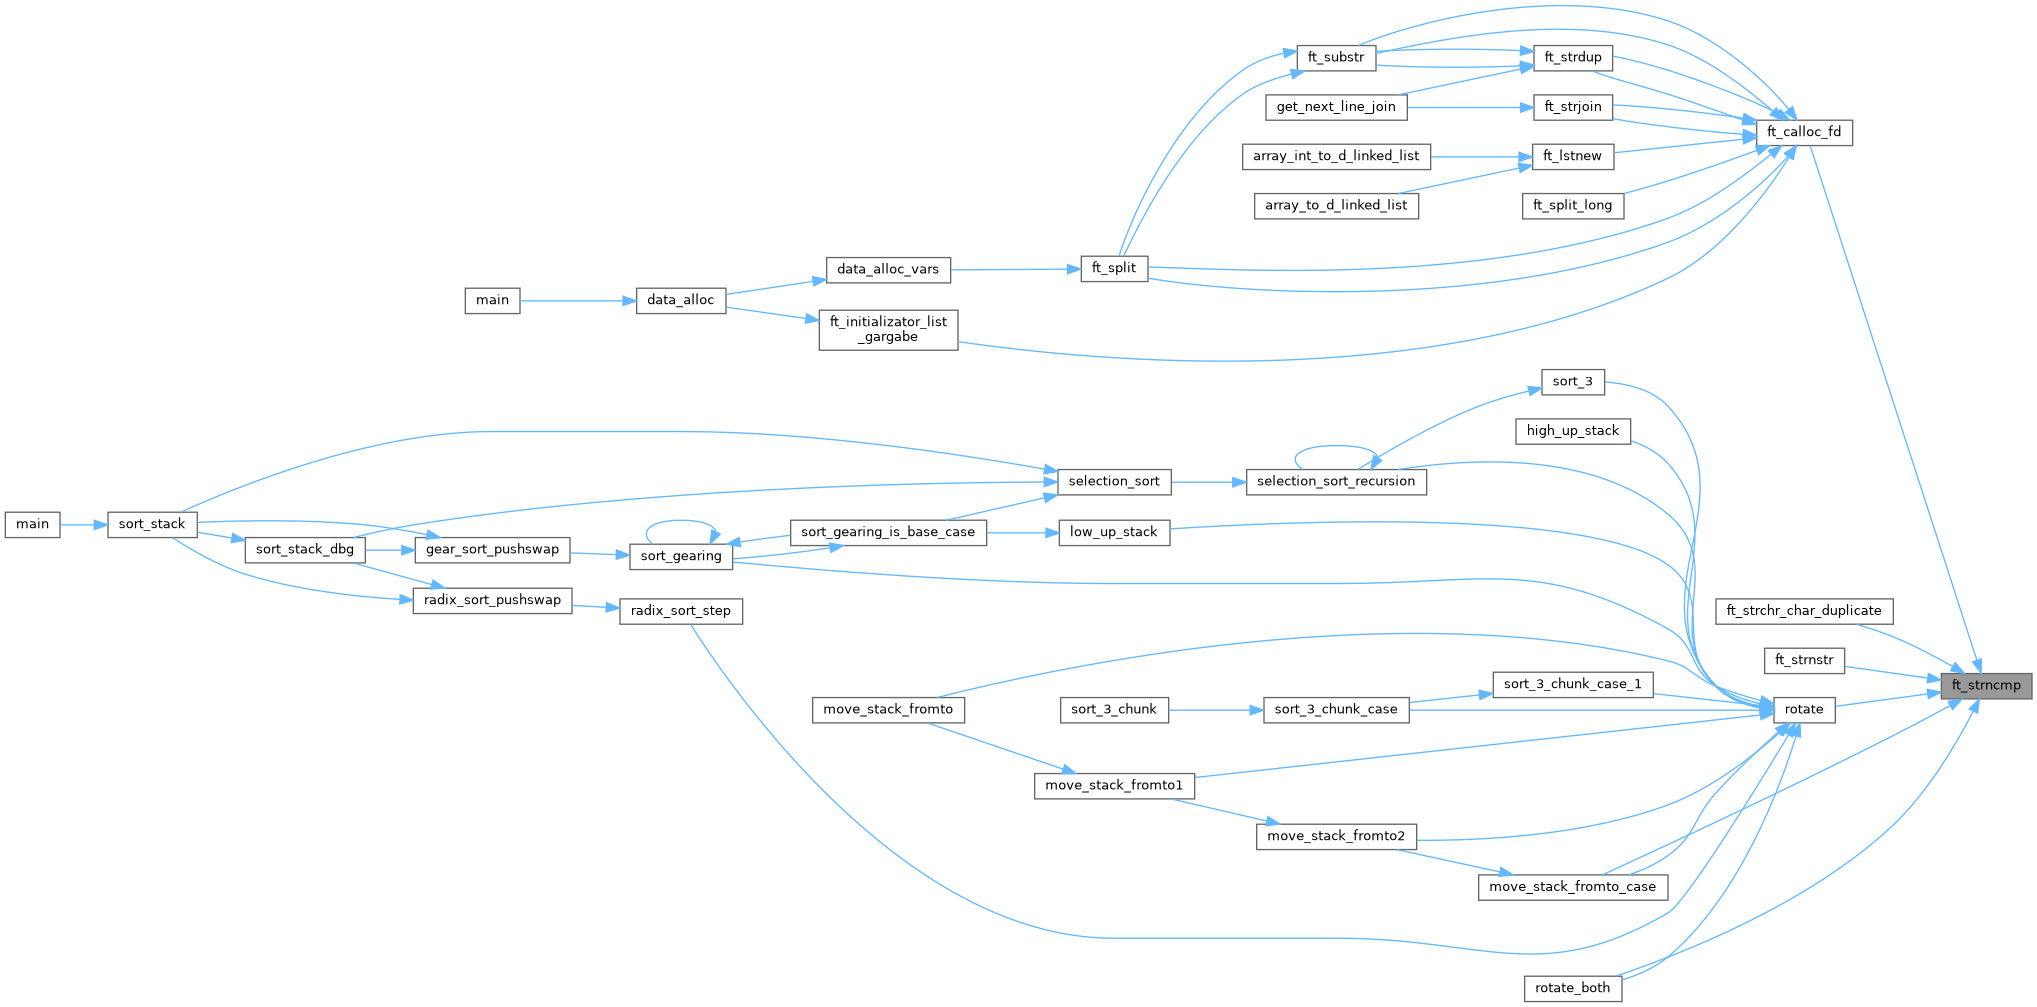 ft_substr
ft_strdup
get_next_line_join
ft_strjoin
ft_calloc_fd
array_int_to_d_linked_list
ft_lstnew
array_to_d_linked_list
ft_split_long
data_alloc_vars
ft_split
main
data_alloc
ft_initializator_list
_gargabe
sort_3
high_up_stack
selection_sort
selection_sort_recursion
main
sort_stack
sort_stack_dbg
gear_sort_pushswap
sort_gearing
sort_gearing_is_base_case
low_up_stack
radix_sort_pushswap
radix_sort_step
ft_strchr_char_duplicate
ft_strnstr
ft_strncmp
move_stack_fromto
sort_3_chunk
sort_3_chunk_case
sort_3_chunk_case_1
rotate
move_stack_fromto1
move_stack_fromto2
move_stack_fromto_case
rotate_both